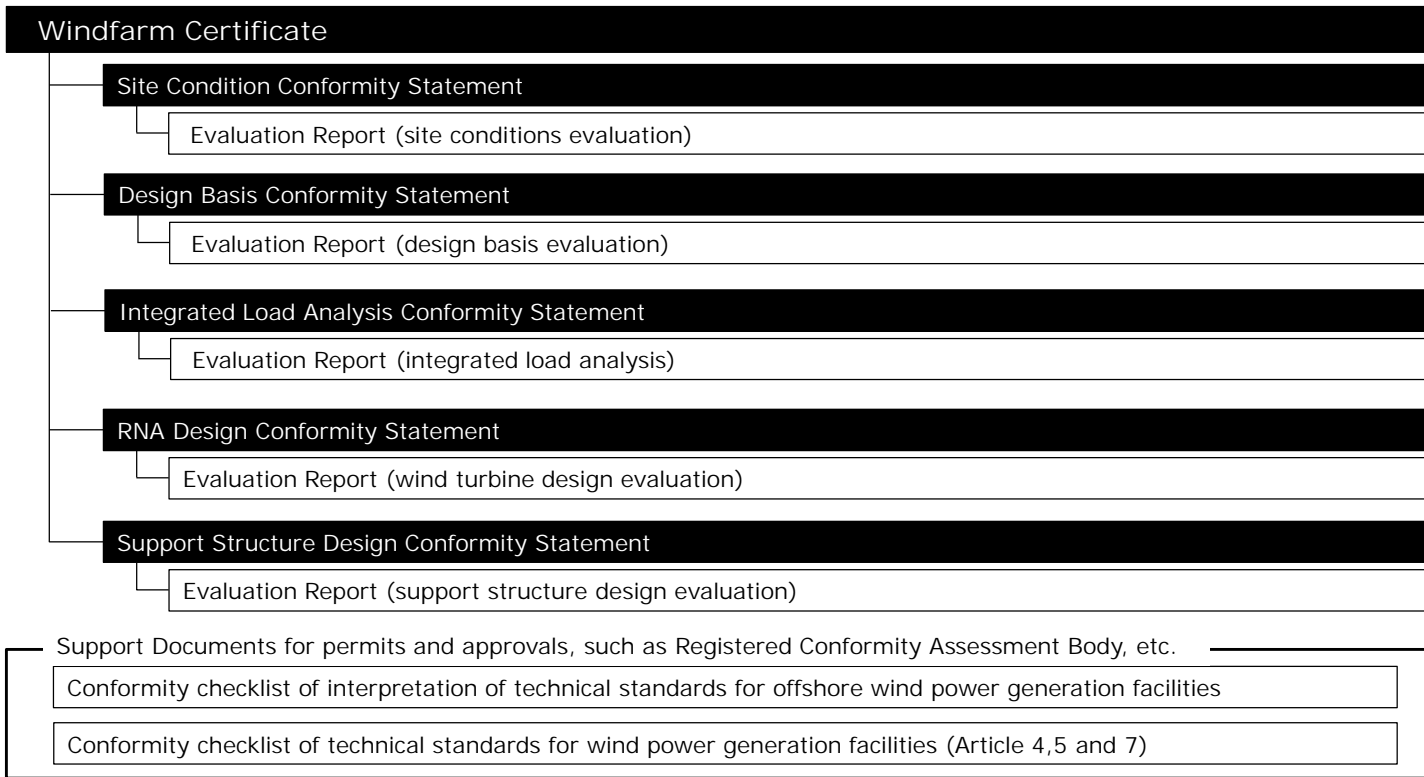 Windfarm Certificate
Site Condition Conformity Statement
Evaluation Report (site conditions evaluation)
Design Basis Conformity Statement
Evaluation Report (design basis evaluation)
Integrated Load Analysis Conformity Statement
Evaluation Report (integrated load analysis)
RNA Design Conformity Statement
Evaluation Report (wind turbine design evaluation)
Support Structure Design Conformity Statement
Evaluation Report (support structure design evaluation)
Support Documents for permits and approvals, such as Registered Conformity Assessment Body, etc.
Conformity checklist of interpretation of technical standards for offshore wind power generation facilities
Conformity checklist of technical standards for wind power generation facilities (Article 4,5 and 7)